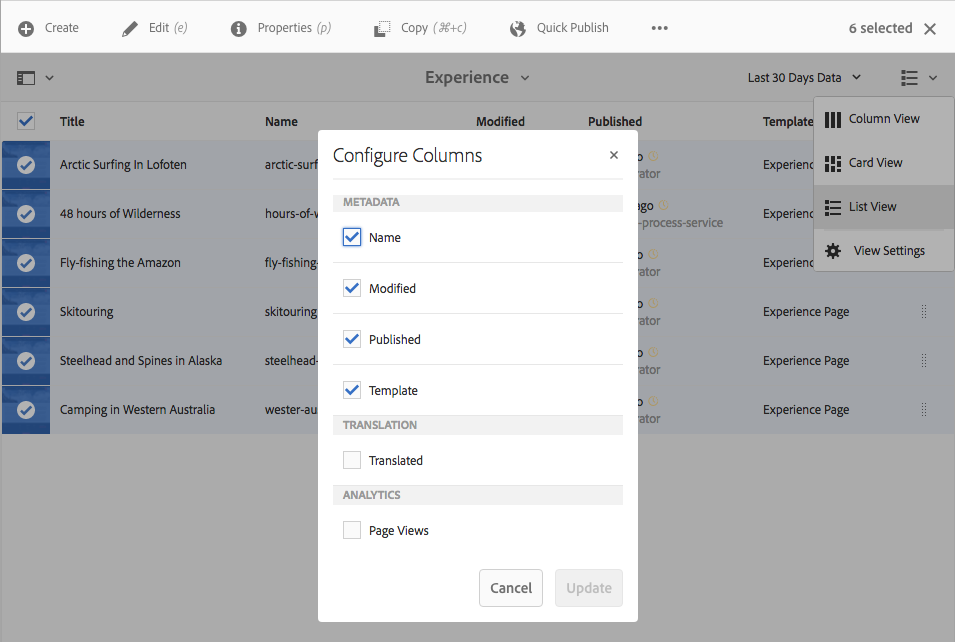 Create Edit (e) Properties (p) Copy (⌘+c) Quick Publish ••• 6 selected
Experience Last 30 Days Data
Title Name Modified Published Template
Column View
Card View
List View
View Settings
Configure Columns
METADATA
Name
Modified
Published
Template
TRANSLATION
Translated
ANALYTICS
Page Views
Cancel Update
Arctic Surfing In Lofoten arctic-surf Experienc
rator
48 hours of Wilderness hours-of-w ago Experienc
-process-service
Fly-fishing the Amazon fly-fishing- Experienc
rator
Skitouring skitouring Experience Page
rator
Steelhead and Spines in Alaska steelhead- Experience Page
rator
Camping in Western Australia wester-au Experience Page
rator